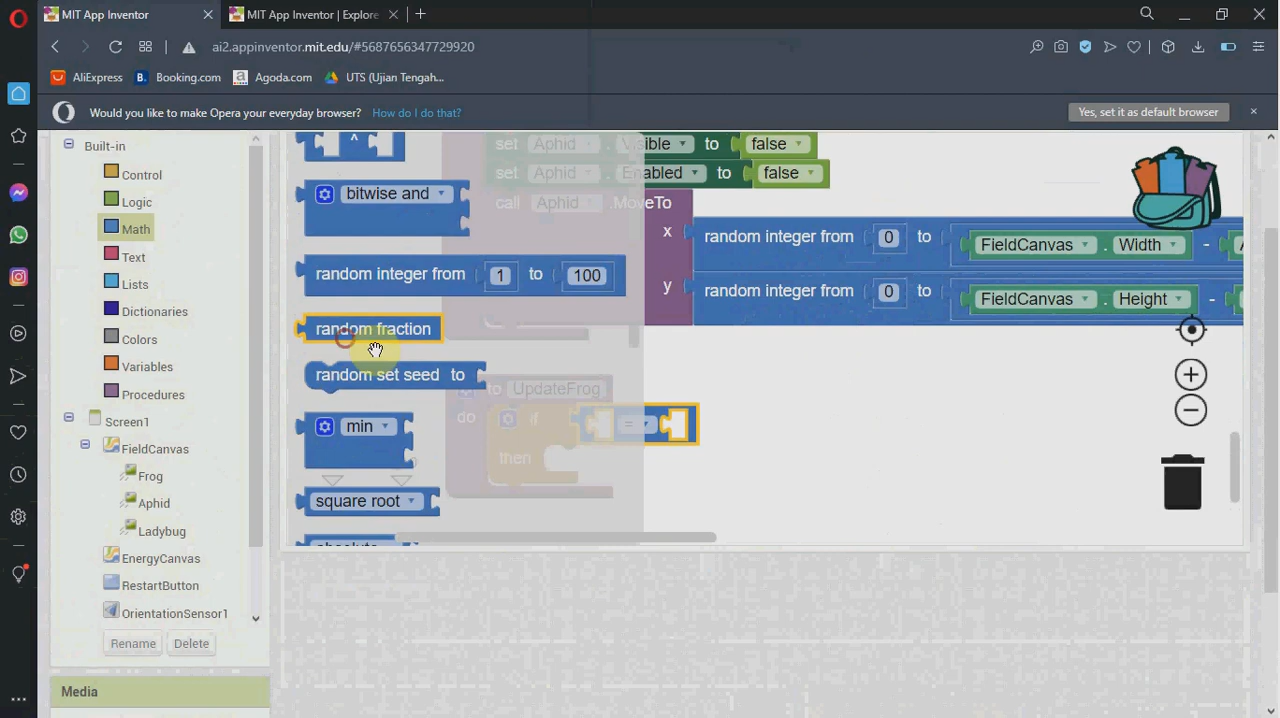 MIT App Inventor
MIT App Inventor | Explore
ai2.appinventor.mit.edu/#5687656347729920
AliExpress
Booking.com
Agoda.com
UTS (Ujian Tengah...
Would you like to make Opera your everyday browser? How do I do that?
Yes, set it as default browser
Built-in
Control
Logic
Math
Text
Lists
Dictionaries
Colors
Variables
Procedures
Screen1
FieldCanvas
Frog
Aphid
Ladybug
EnergyCanvas
RestartButton
OrientationSensor1
Rename
Delete
Media
^
bitwise and
random integer from 1 to 100
random fraction
random set seed to
min
square root
set Aphid . Visible to false
set Aphid . Enabled to false
call Aphid .MoveTo
x random integer from 0 to FieldCanvas . Width -
y random integer from 0 to FieldCanvas . Height -
to UpdateFrog
do if =
then